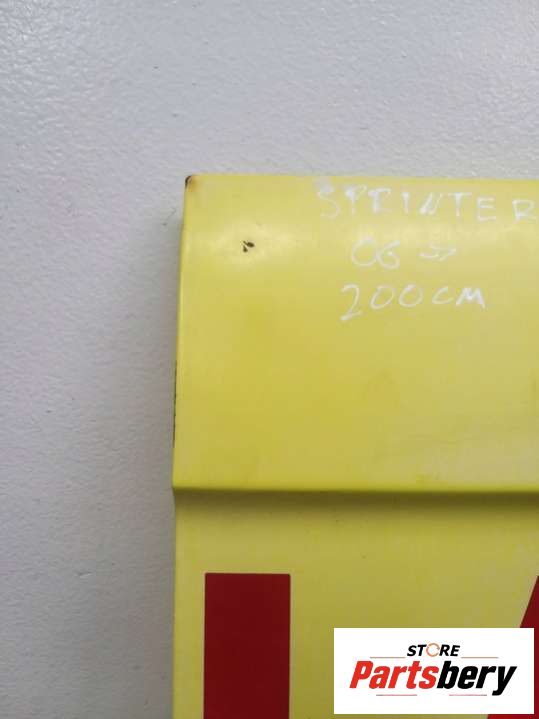 SPRINTER
06 →
200CM
STORE
Partsbery